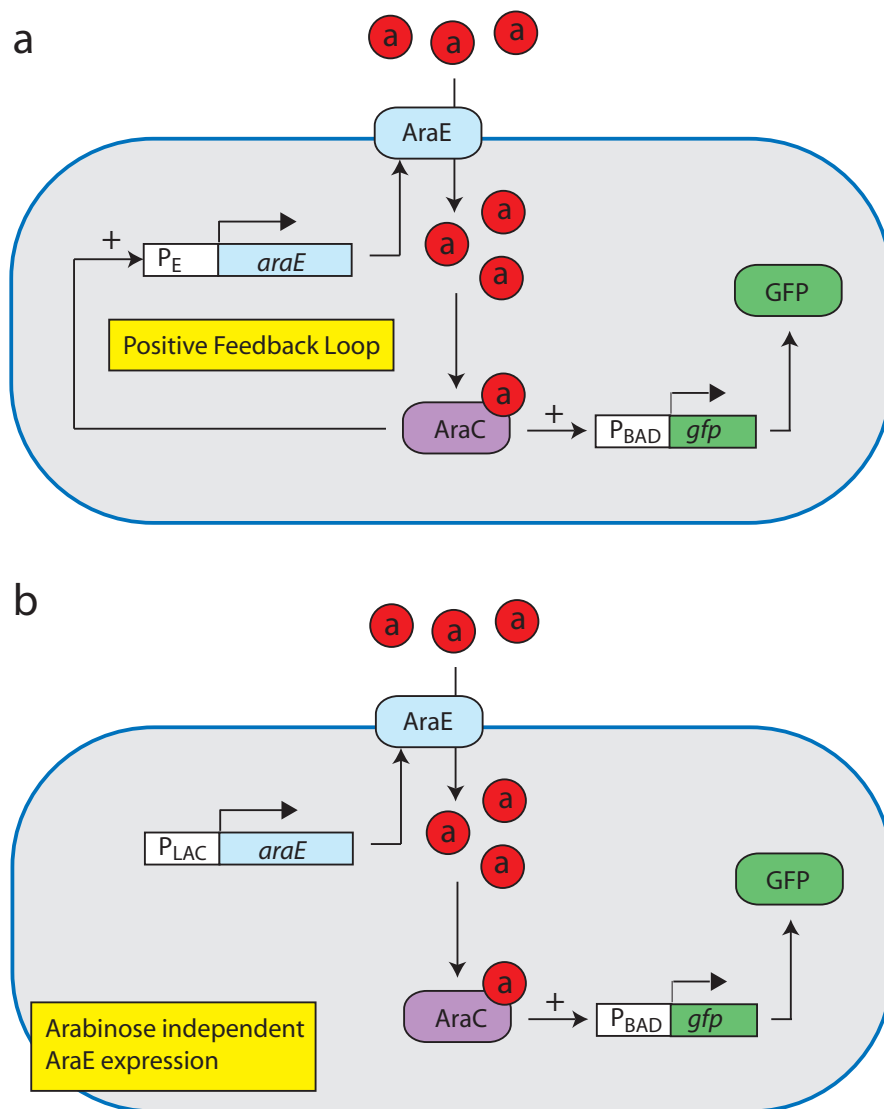 a
a a a
AraE
a
a
a
+
PE araE
GFP
Positive Feedback Loop
a
AraC
+
PBAD gfp
b
a a a
AraE
a
a
a
PLAC araE
GFP
a
AraC
+
PBAD gfp
Arabinose independent
AraE expression